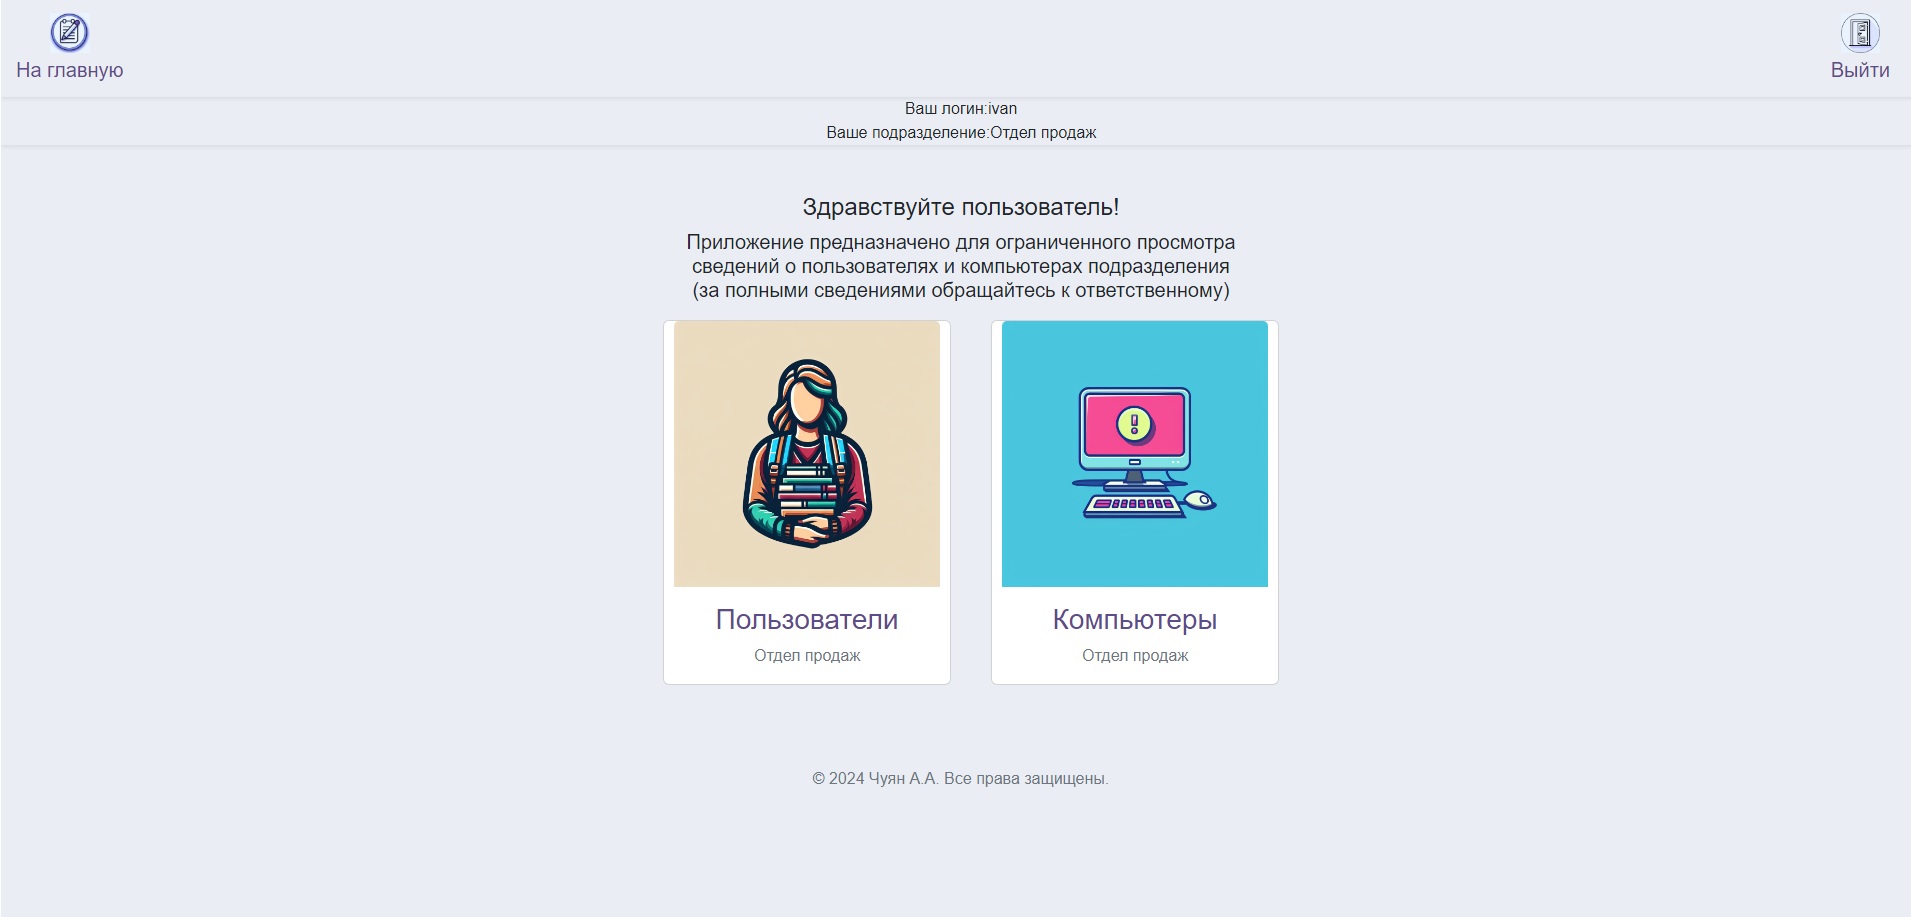 На главную
Выйти
Ваш логин:ivan
Ваше подразделение:Отдел продаж
Здравствуйте пользователь!
Приложение предназначено для ограниченного просмотра
сведений о пользователях и компьютерах подразделения
(за полными сведениями обращайтесь к ответственному)
Пользователи
Отдел продаж
Компьютеры
Отдел продаж
© 2024 Чуян А.А. Все права защищены.